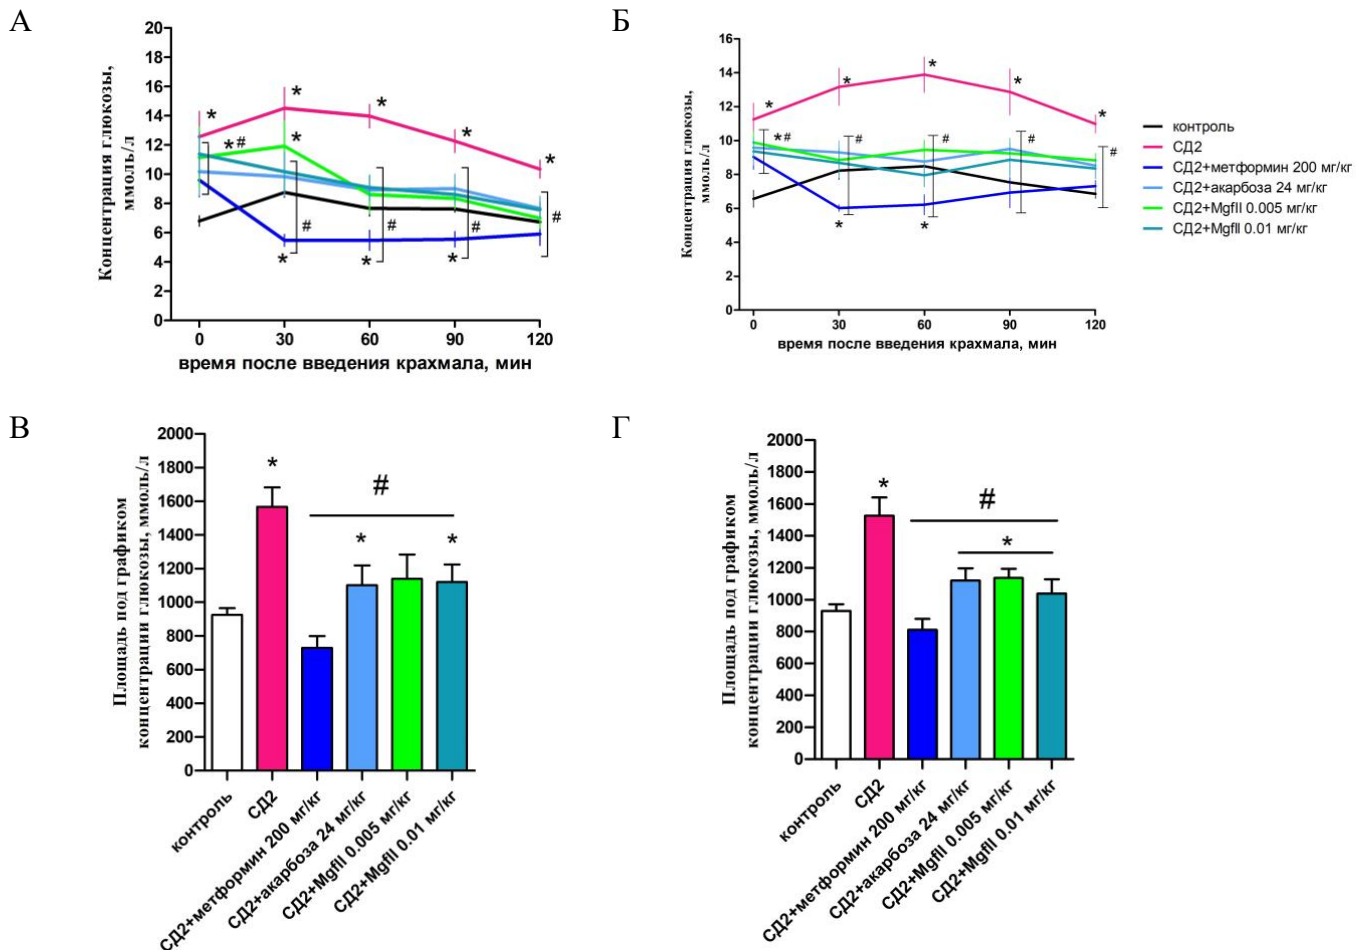 А
20
18
16
14
12
10
8
6
4
2
0
Концентрация глюкозы,
ммоль/л
*
*
*
*
*
*#
*
#
#
#
#
*
*
*
0
30
60
90
120
время после введения крахмала, мин
Б
16
14
12
10
8
6
4
2
0
Концентрация глюкозы,
ммоль/л
*
*
*
*
*
*#
#
#
#
#
*
*
0
30
60
90
120
время после введения крахмала, мин
контроль
СД2
СД2+метформин 200 мг/кг
СД2+акарбоза 24 мг/кг
СД2+MgfII 0.005 мг/кг
СД2+MgfII 0.01 мг/кг
В
2000
1800
1600
1400
1200
1000
800
600
400
200
0
Площадь под графиком
концентрации глюкозы, ммоль/л
*
#
*
*
контроль
СД2
СД2+метформин 200 мг/кг
СД2+акарбоза 24 мг/кг
СД2+MgfII 0.005 мг/кг
СД2+MgfII 0.01 мг/кг
Г
2000
1800
1600
1400
1200
1000
800
600
400
200
0
Площадь под графиком
концентрации глюкозы, ммоль/л
*
#
*
контроль
СД2
СД2+метформин 200 мг/кг
СД2+акарбоза 24 мг/кг
СД2+MgfII 0.005 мг/кг
СД2+MgfII 0.01 мг/кг